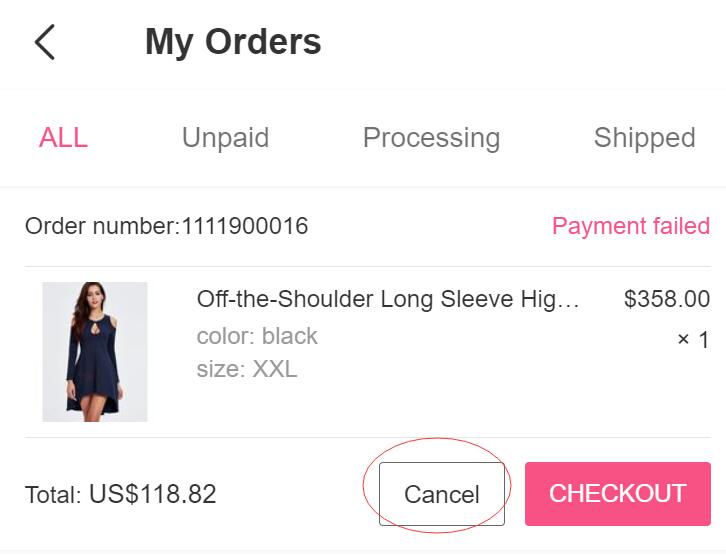 My Orders
ALL Unpaid Processing Shipped
Order number:1111900016 Payment failed
Off-the-Shoulder Long Sleeve Hig... $358.00
color: black × 1
size: XXL
Total: US$118.82 Cancel CHECKOUT